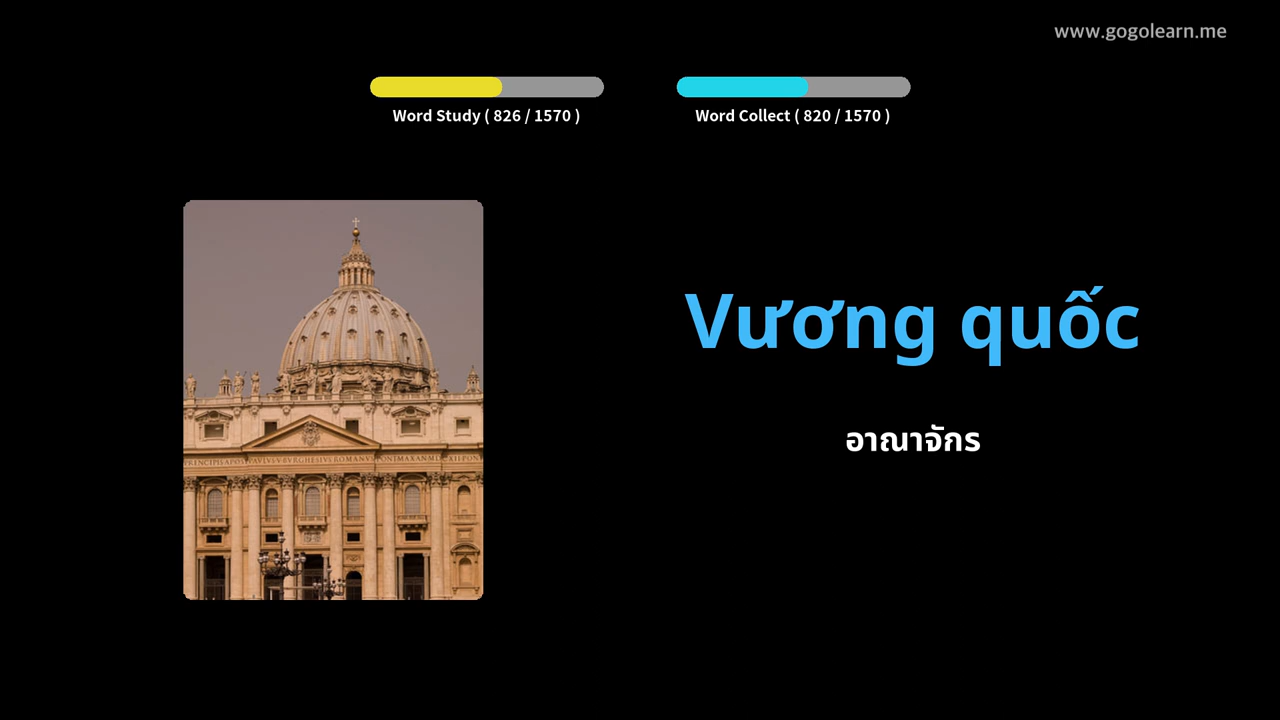 www.gogolearn.me
Word Study ( 826 / 1570 )
Word Collect ( 820 / 1570 )
Vương quốc
อาณาจักร